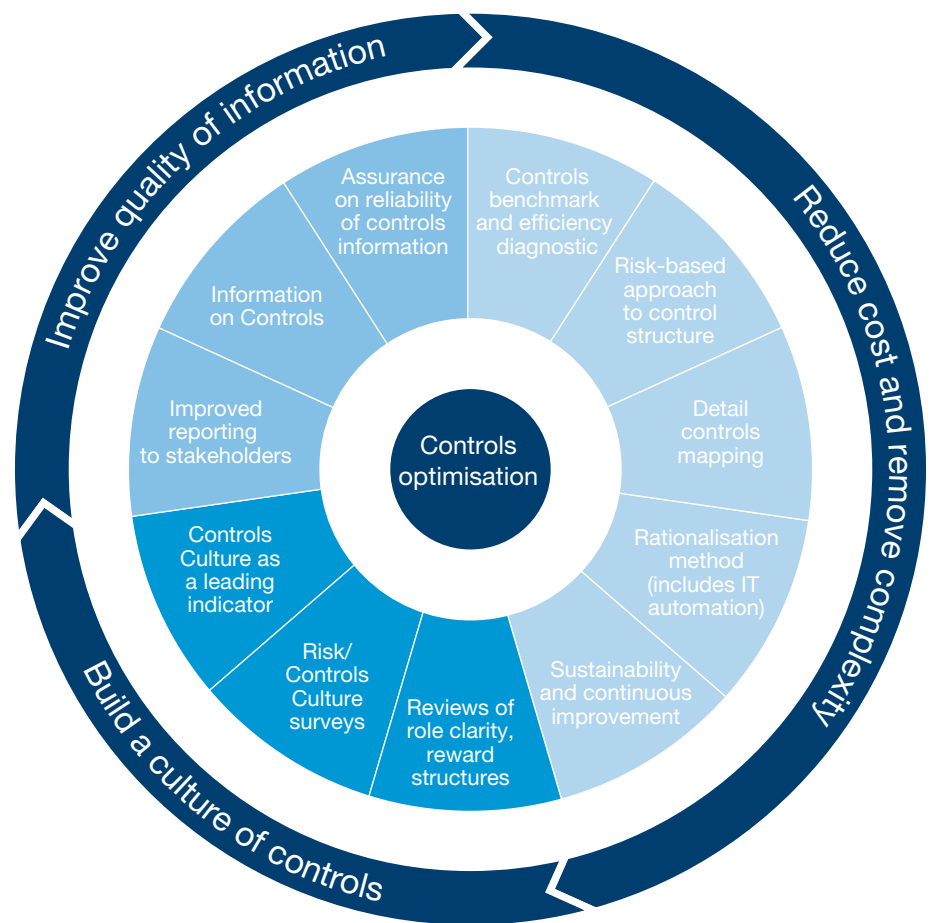 Improve quality of information
Reduce cost and remove complexity
Build a culture of controls
Controls
optimisation
Controls
benchmark
and efficiency
diagnostic
Risk-based
approach
to control
structure
Detail
controls
mapping
Rationalisation
method
(includes IT
automation)
Sustainability
and continuous
improvement
Reviews of
role clarity,
reward
structures
Risk/
Controls
Culture
surveys
Controls
Culture as
a leading
indicator
Improved
reporting
to stakeholders
Information
on Controls
Assurance
on reliability
of controls
information